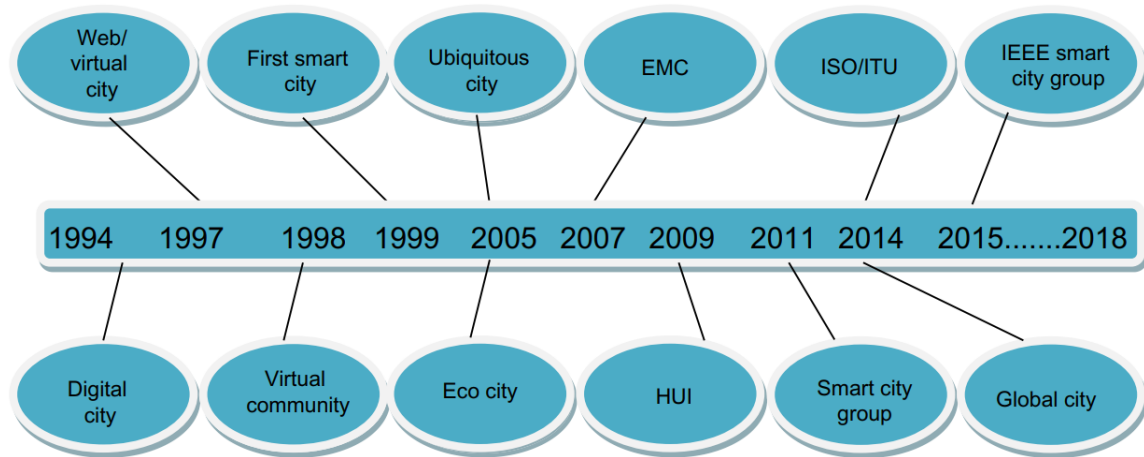 Web/
virtual
city
First smart
city
Ubiquitous
city
EMC
ISO/ITU
IEEE smart
city group
1994 1997 1998 1999 2005 2007 2009 2011 2014 2015.......2018
Digital
city
Virtual
community
Eco city
HUI
Smart city
group
Global city